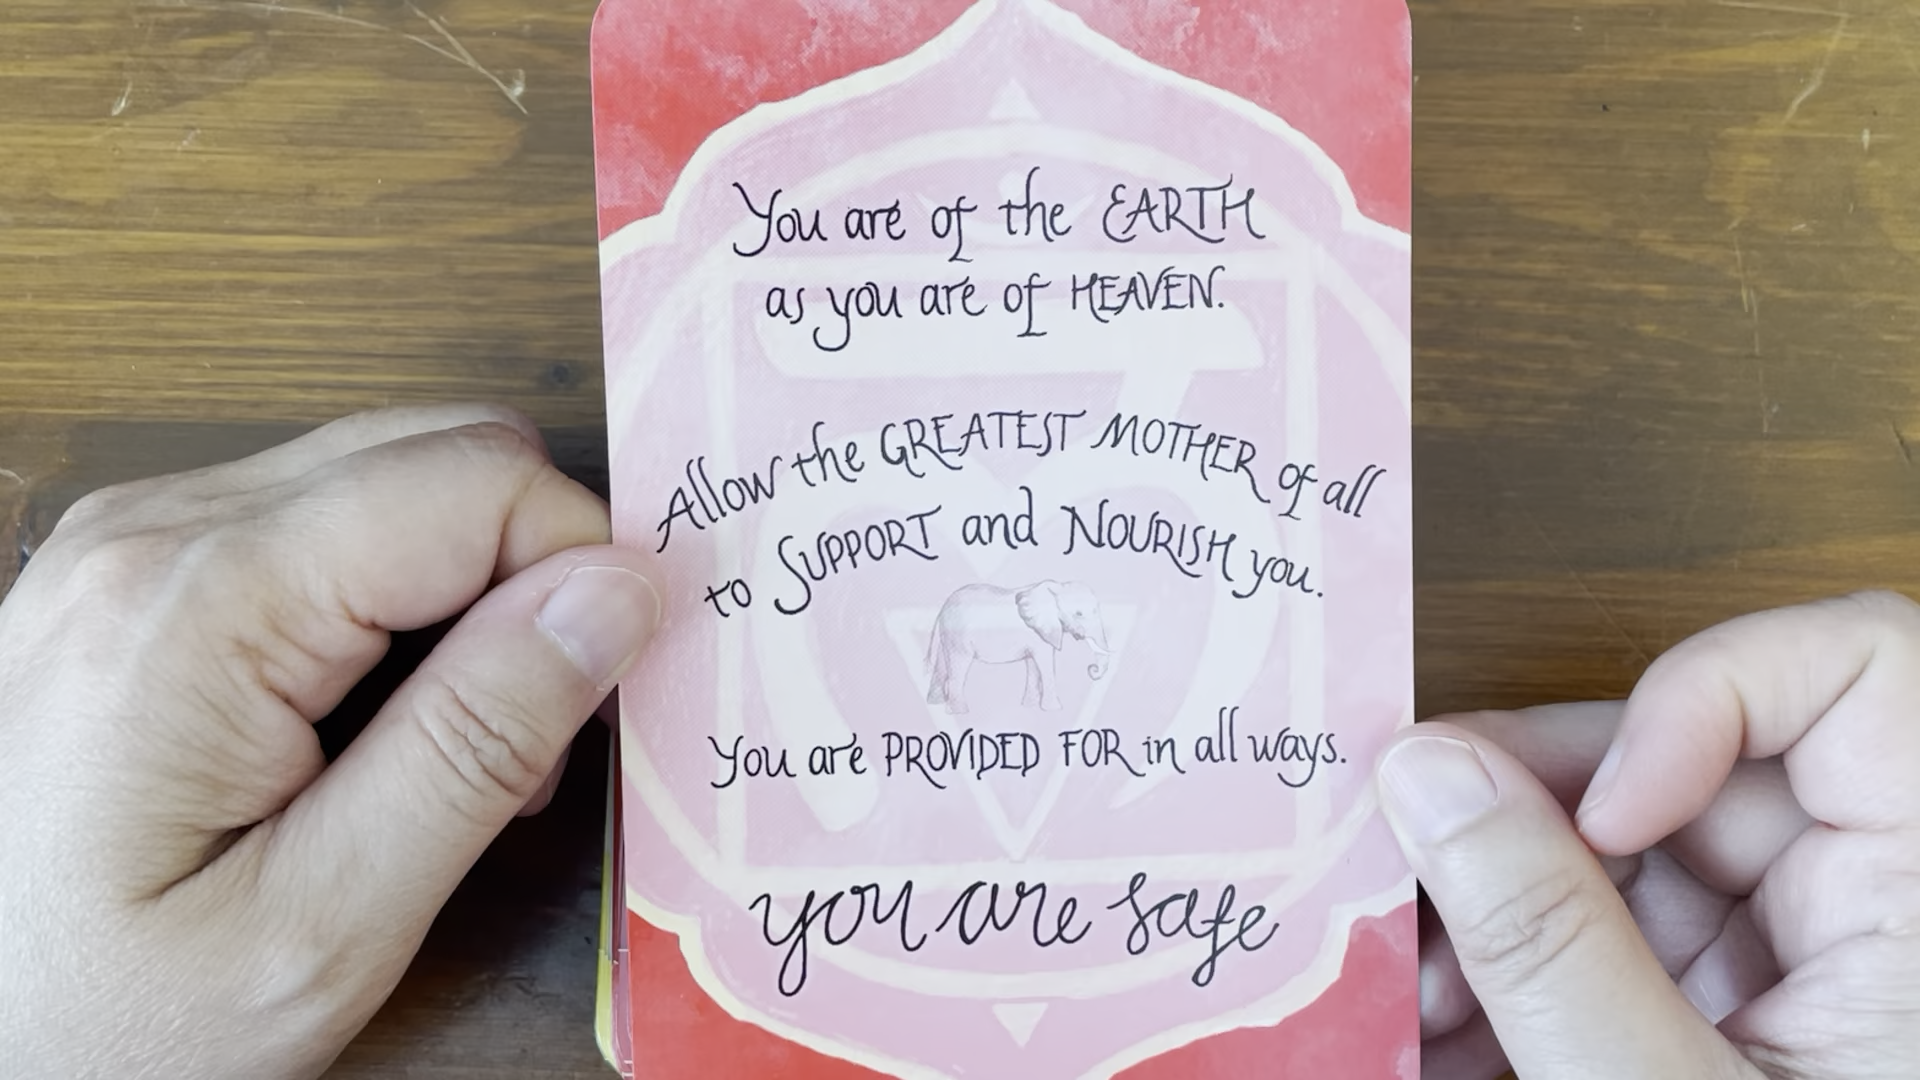 You are of the EARTH
as you are of HEAVEN.
Allow the GREATEST MOTHER of all
to SUPPORT and NOURISH you.
You are PROVIDED FOR in all ways.
you are safe